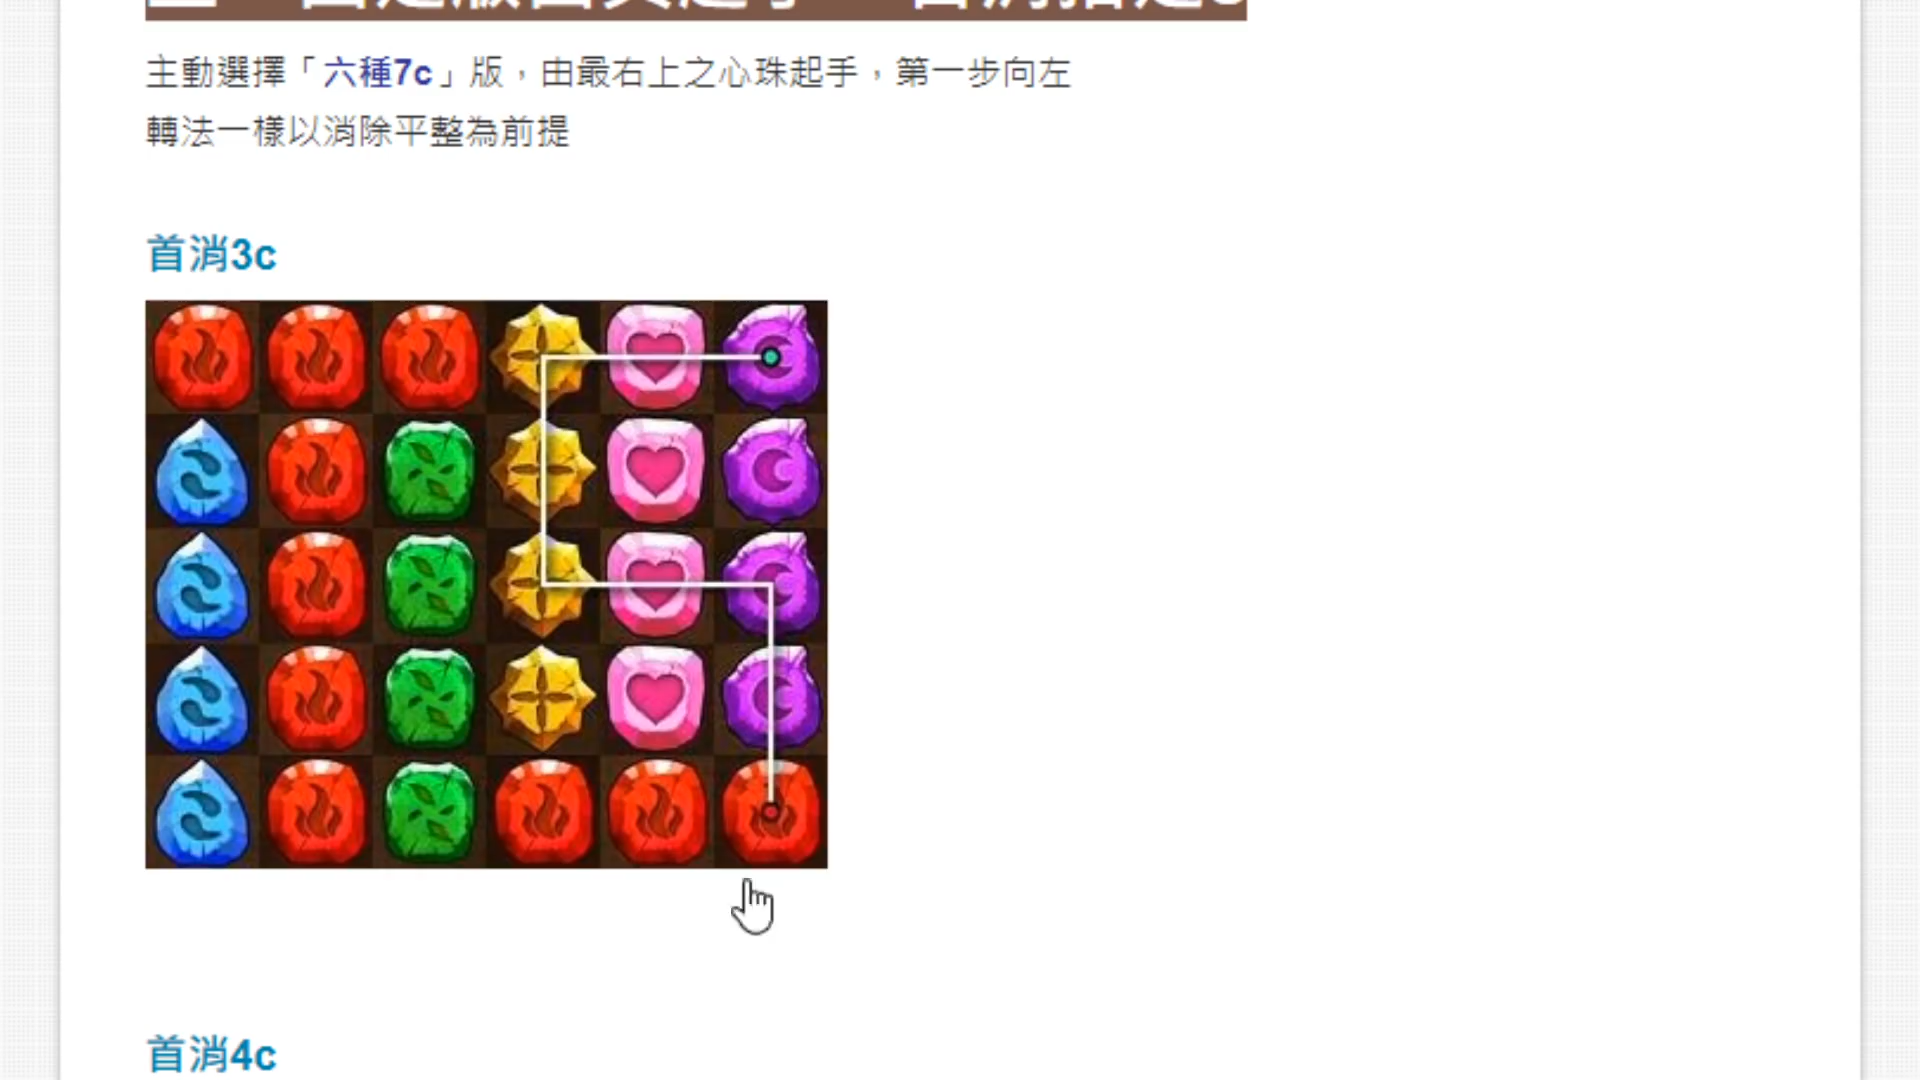 主動選擇「六種7c」版，由最右上之心珠起手，第一步向左
轉法一樣以消除平整為前提
首消3c
首消4c